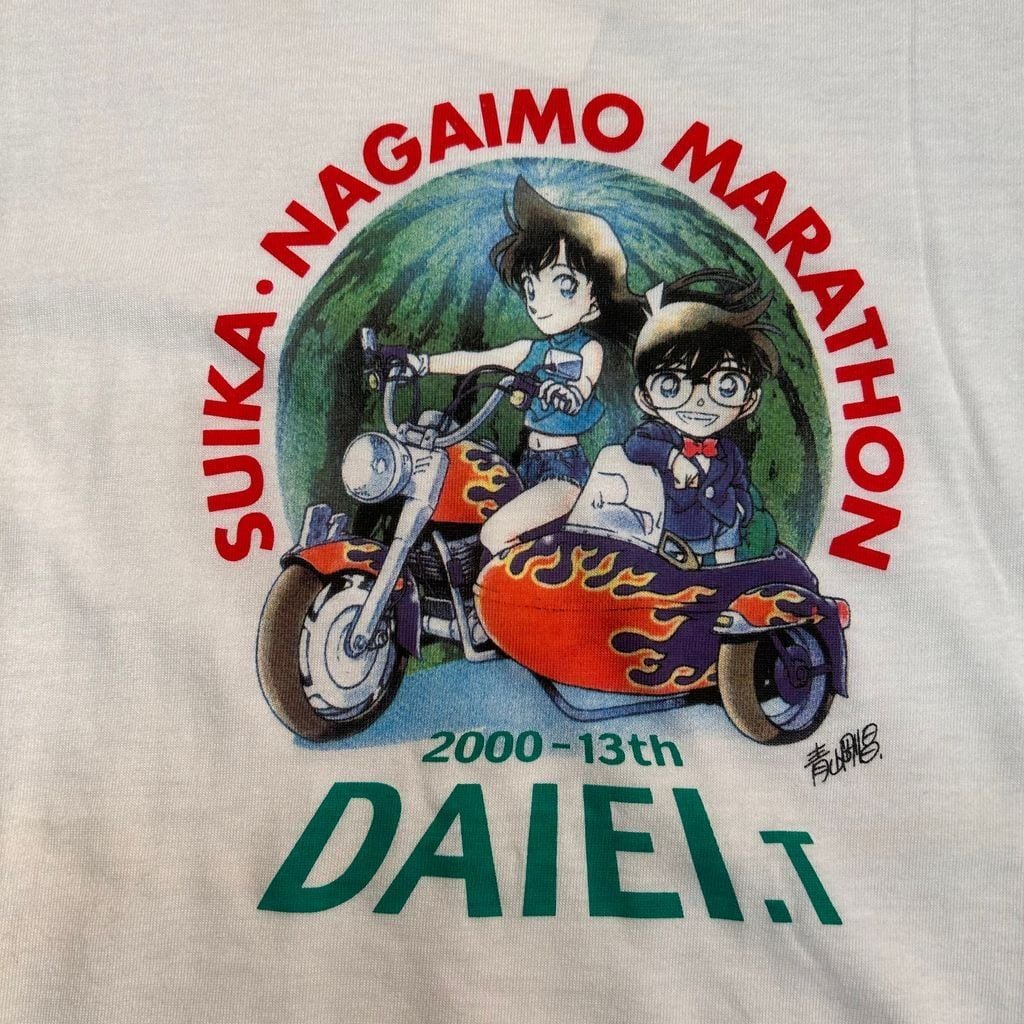 SUIKA·NAGAIMO MARATHON
2000-13th
DAIEI.T